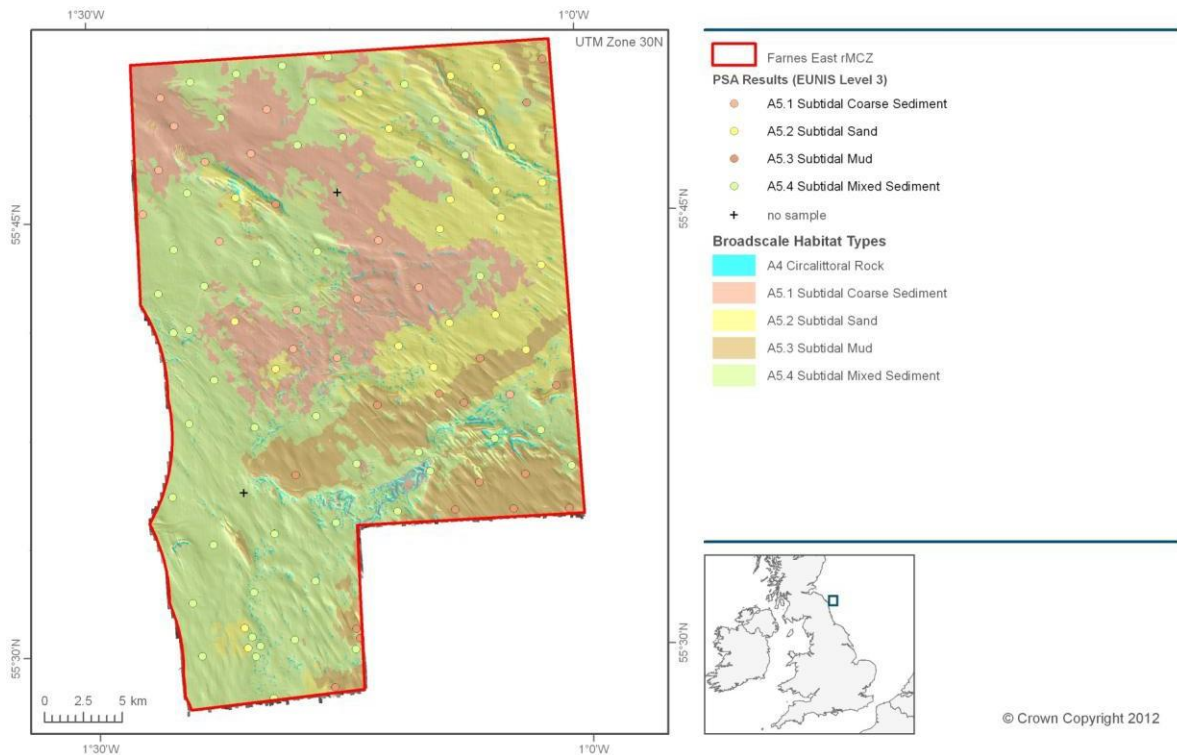 1°30'W
1°0'W
UTM Zone 30N
55°45'N
55°45'N
55°30'N
55°30'N
0 2.5 5 km
1°30'W
1°0'W
Farnes East rMCZ
PSA Results (EUNIS Level 3)
A5.1 Subtidal Coarse Sediment
A5.2 Subtidal Sand
A5.3 Subtidal Mud
A5.4 Subtidal Mixed Sediment
no sample
Broadscale Habitat Types
A4 Circalittoral Rock
A5.1 Subtidal Coarse Sediment
A5.2 Subtidal Sand
A5.3 Subtidal Mud
A5.4 Subtidal Mixed Sediment
© Crown Copyright 2012